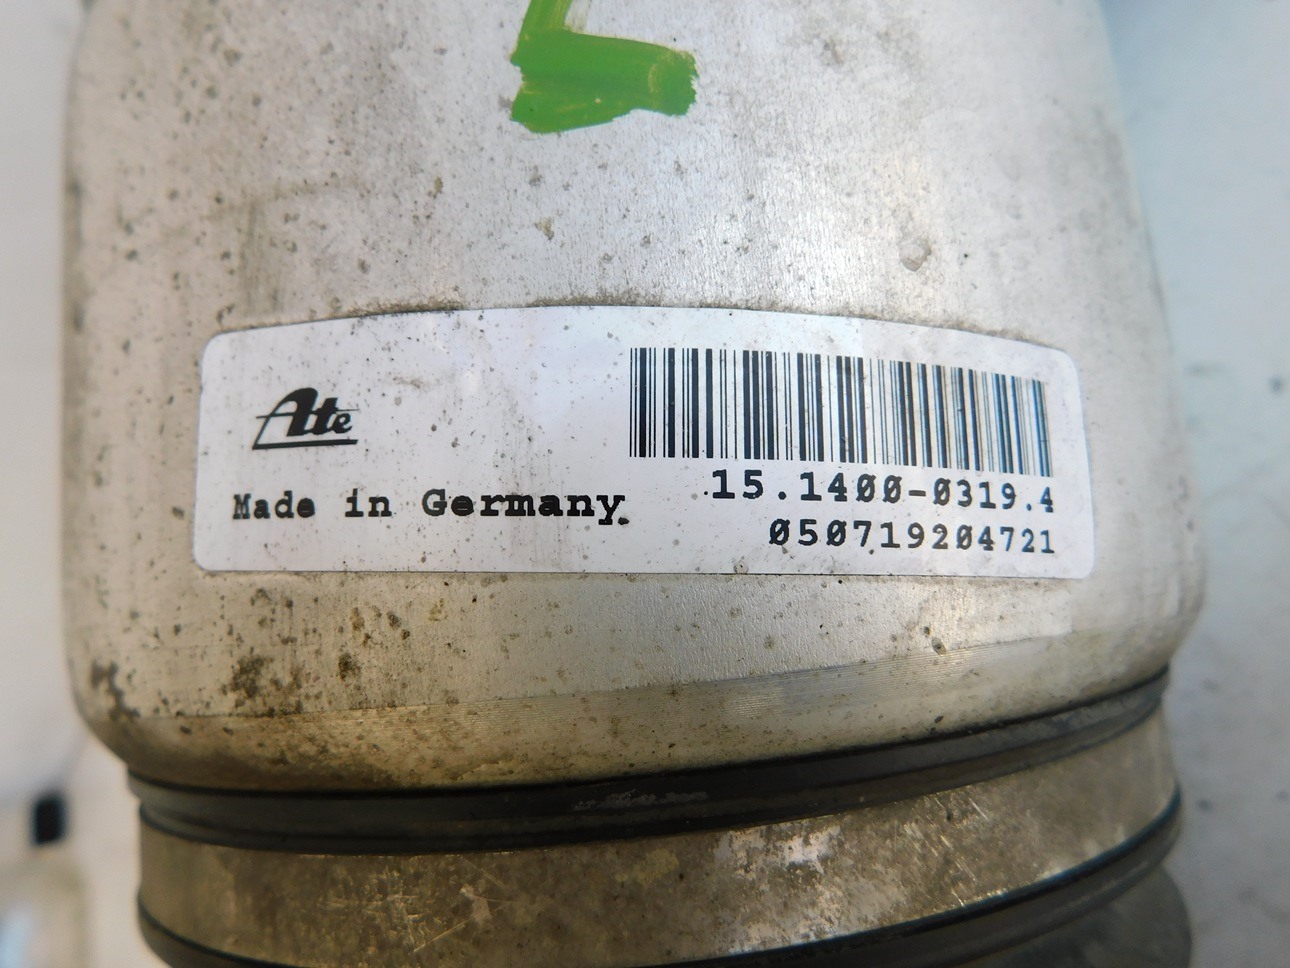 Ate
Made in Germany
15.1400-0319.4
050719204721